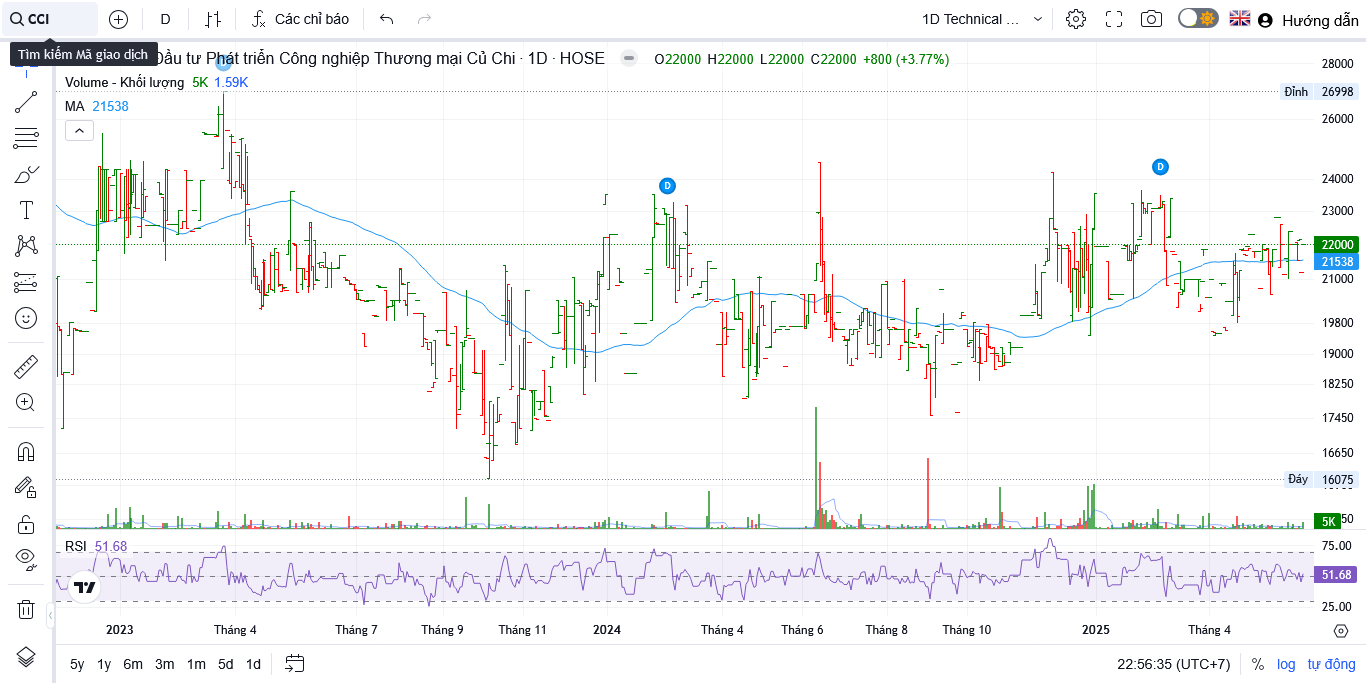 CCI
D
Các chỉ báo
1D Technical ...
Hướng dẫn
Tìm kiếm Mã giao dịch
Đầu tư Phát triển Công nghiệp Thương mại Củ Chi · 1D · HOSE
O22000 H22000 L22000 C22000 +800 (+3.77%)
Volume - Khối lượng 5K 1.59K
MA 21538
D
D
28000
Đỉnh 26998
26000
24000
23000
22000
21538
21000
19800
19000
18250
17450
16650
Đáy 16075
5K
RSI 51.68
75.00
51.68
25.00
2023
Tháng 4
Tháng 7
Tháng 9
Tháng 11
2024
Tháng 4
Tháng 6
Tháng 8
Tháng 10
2025
Tháng 4
5y 1y 6m 3m 1m 5d 1d
22:56:35 (UTC+7)
%
log
tự động